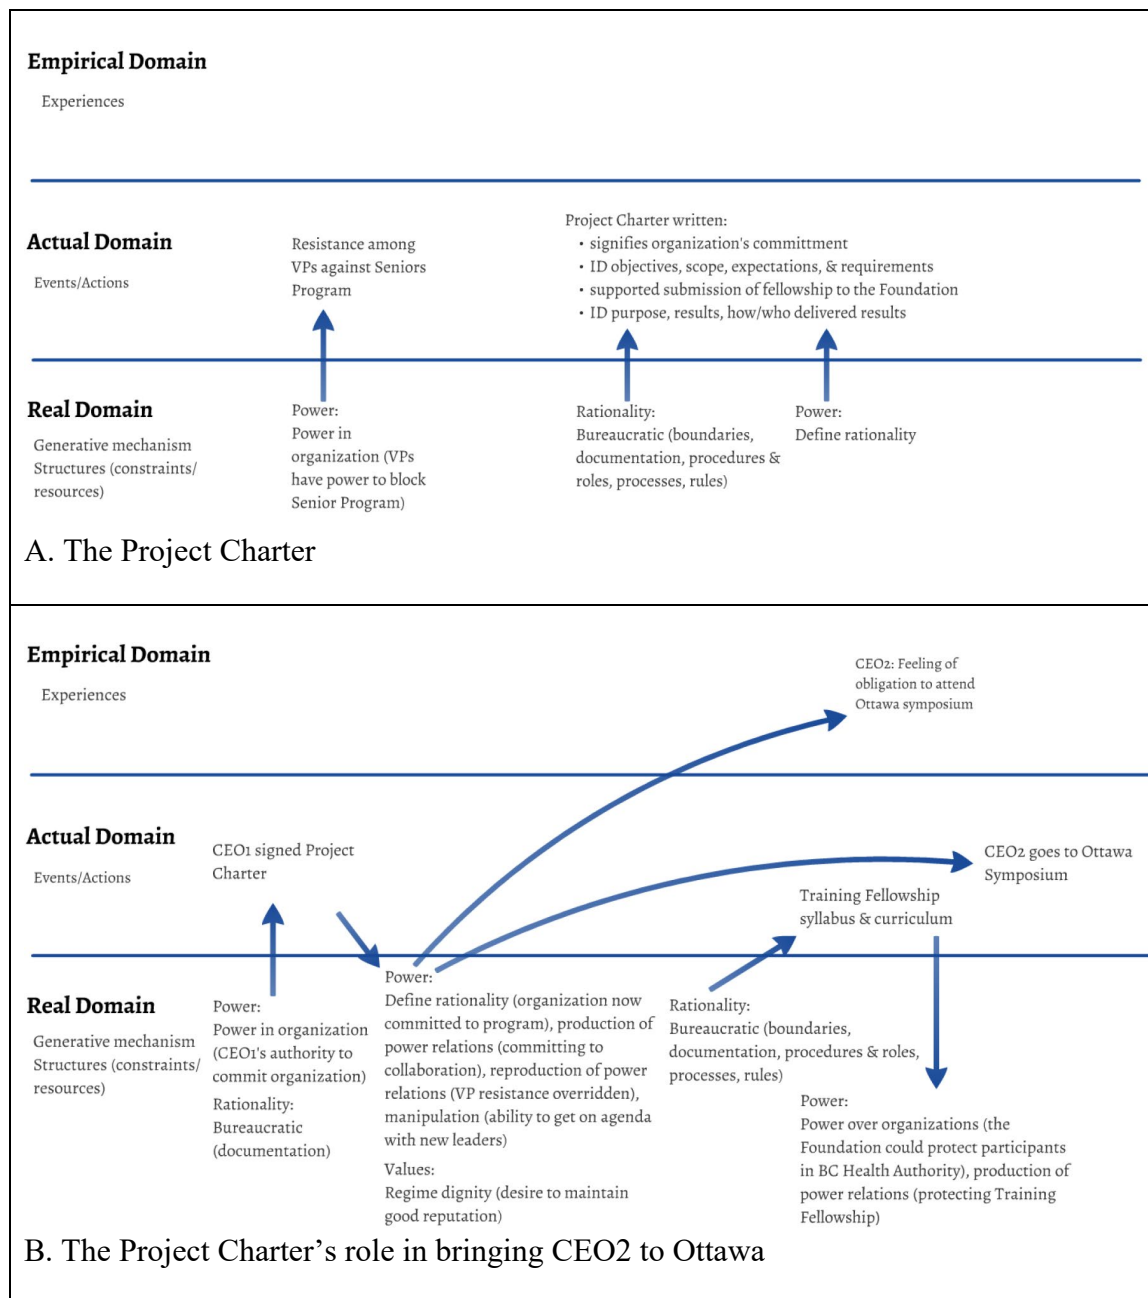 Empirical Domain
Experiences
Actual Domain
Events/Actions
Resistance among
VPs against Seniors
Program
Project Charter written:
• signifies organization's committment
• ID objectives, scope, expectations, & requirements
• supported submission of fellowship to the Foundation
• ID purpose, results, how/who delivered results
Real Domain
Generative mechanism
Structures (constraints/
resources)
Power:
Power in
organization (VPs
have power to block
Senior Program)
Rationality:
Bureaucratic (boundaries,
documentation, procedures &
roles, processes, rules)
Power:
Define rationality
A. The Project Charter
Empirical Domain
Experiences
CEO2: Feeling of
obligation to attend
Ottawa symposium
Actual Domain
Events/Actions
CEO1 signed Project
Charter
CEO2 goes to Ottawa
Symposium
Training Fellowship
syllabus & curriculum
Real Domain
Generative mechanism
Structures (constraints/
resources)
Power:
Power in organization
(CEO1's authority to
commit organization)
Rationality:
Bureaucratic
(documentation)
Power:
Define rationality (organization now
committed to program), production of
power relations (committing to
collaboration), reproduction of power
relations (VP resistance overridden),
manipulation (ability to get on agenda
with new leaders)
Values:
Regime dignity (desire to maintain
good reputation)
Rationality:
Bureaucratic (boundaries,
documentation, procedures & roles,
processes, rules)
Power:
Power over organizations (the
Foundation could protect participants
in BC Health Authority), production of
power relations (protecting Training
Fellowship)
B. The Project Charter’s role in bringing CEO2 to Ottawa